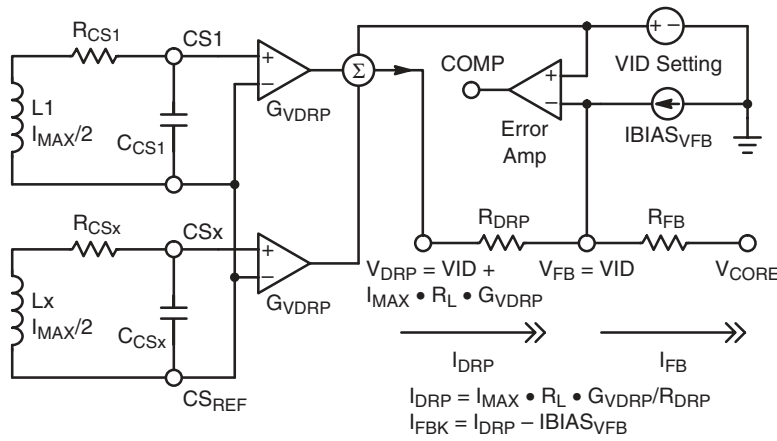 R_CS1
CS1
+
−
G_VDRP
Σ
L1
I_MAX/2
C_CS1
COMP
+
−
Error
Amp
+ −
VID Setting
IBIAS_VFB
R_CSx
CSx
+
−
G_VDRP
Lx
I_MAX/2
C_CSx
CS_REF
R_DRP
R_FB
V_DRP = VID +
I_MAX • R_L • G_VDRP
V_FB = VID
V_CORE
I_DRP
I_FB
I_DRP = I_MAX • R_L • G_VDRP/R_DRP
I_FBK = I_DRP − IBIAS_VFB